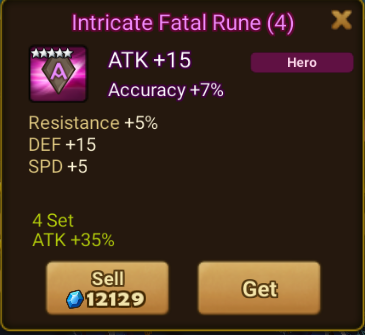 Intricate Fatal Rune (4)
ATK +15
Hero
Accuracy +7%
Resistance +5%
DEF +15
SPD +5
4 Set
ATK +35%
Sell
12129
Get